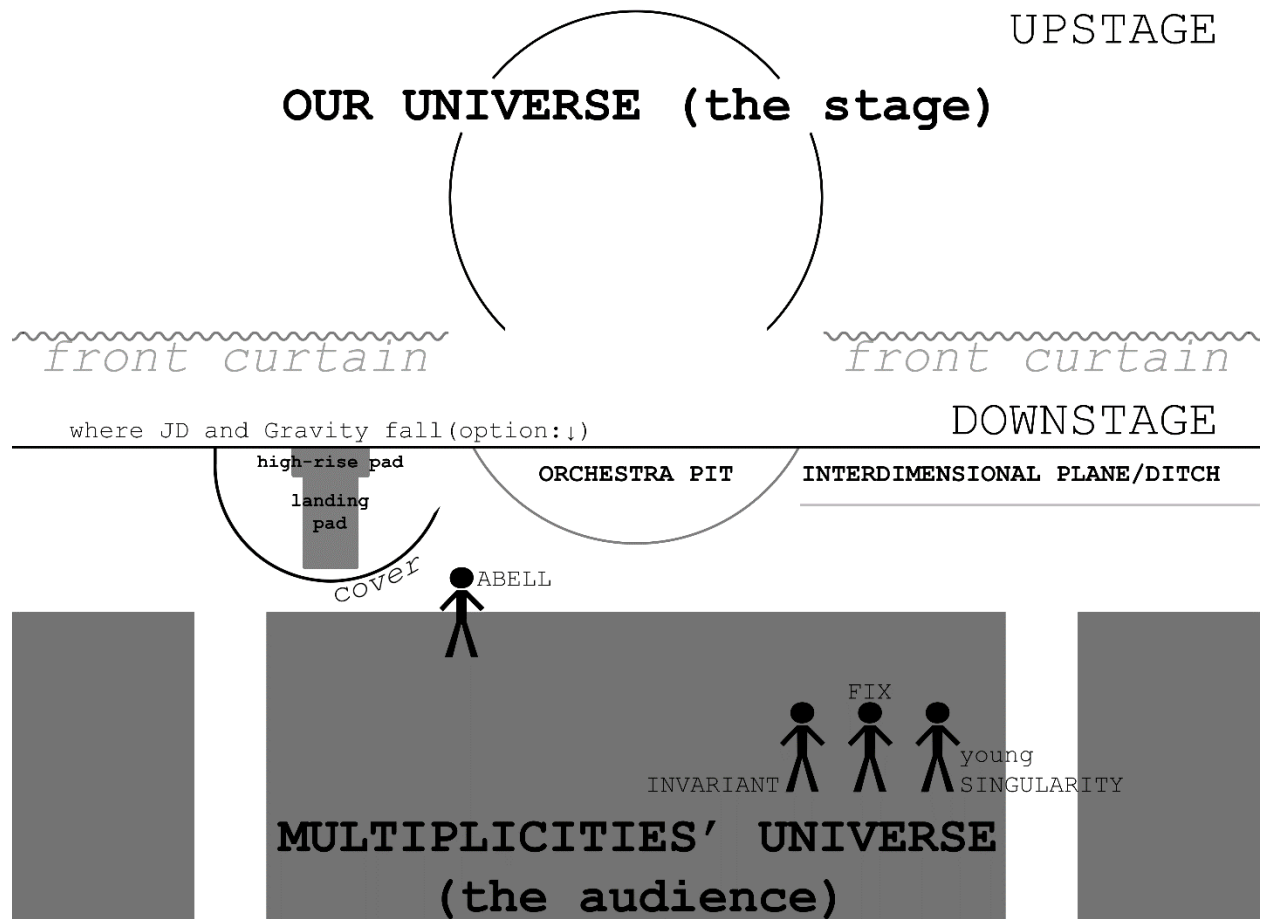 UPSTAGE
OUR UNIVERSE (the stage)
front curtain
front curtain
DOWNSTAGE
where JD and Gravity fall(option:↓)
high-rise pad
landing
pad
cover
ORCHESTRA PIT
INTERDIMENSIONAL PLANE/DITCH
ABELL
FIX
INVARIANT
young
SINGULARITY
MULTIPLICITIES’ UNIVERSE
(the audience)